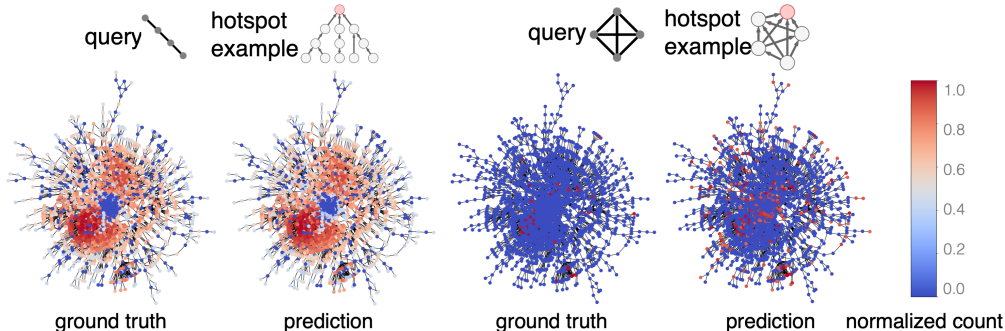 query
hotspot
example
query
hotspot
example
1.0
0.8
0.6
0.4
0.2
0.0
ground truth
prediction
ground truth
prediction
normalized count